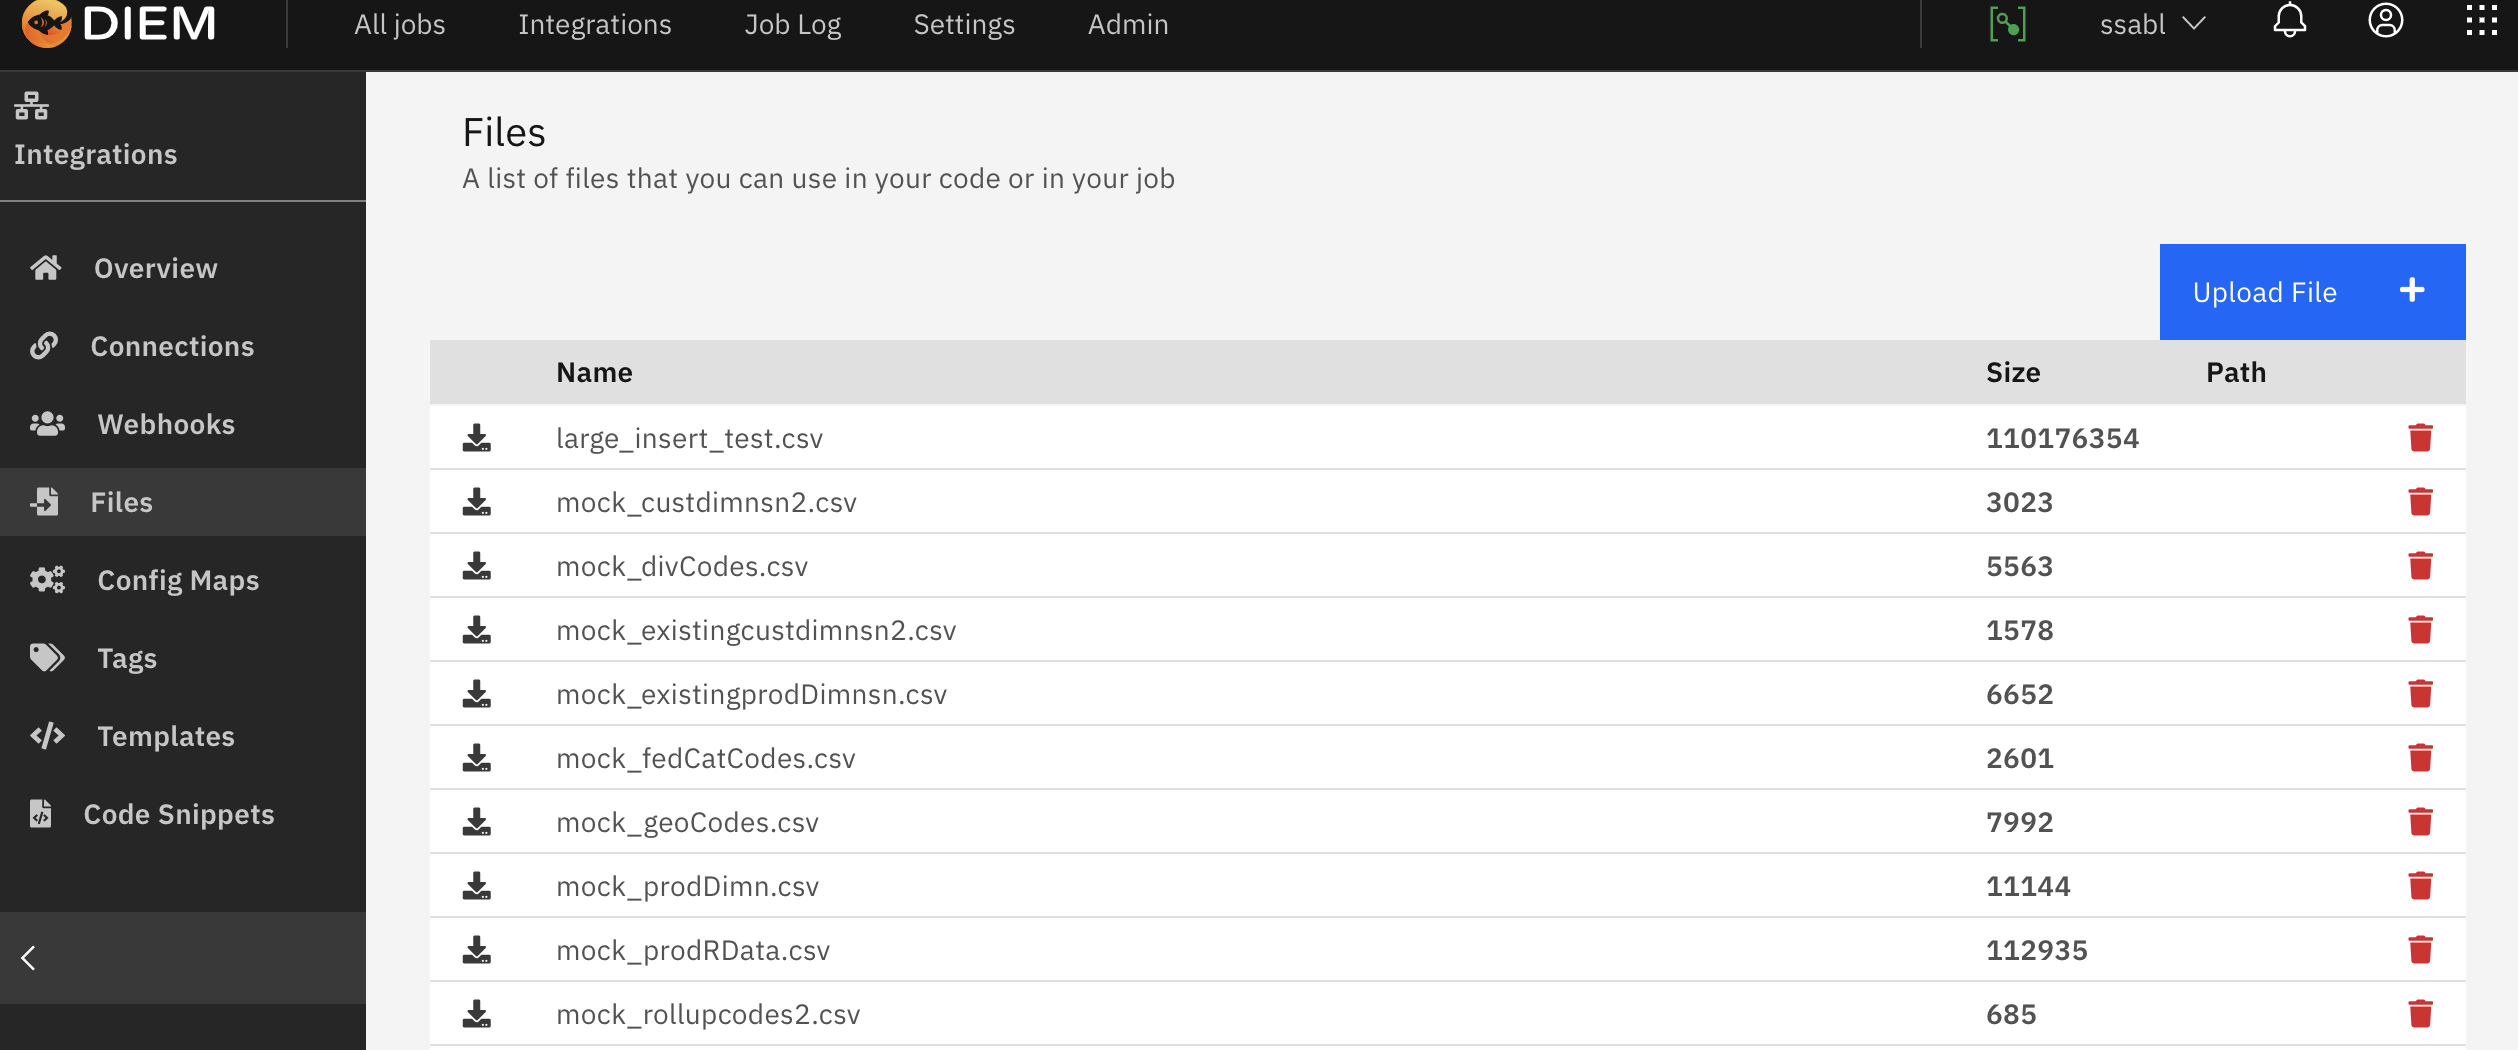 DIEM All jobs Integrations Job Log Settings Admin ssabl
Integrations
Overview
Connections
Webhooks
Files
Config Maps
Tags
Templates
Code Snippets
Files
A list of files that you can use in your code or in your job
Upload File
Name Size Path
large_insert_test.csv 110176354
mock_custdimnsn2.csv 3023
mock_divCodes.csv 5563
mock_existingcustdimnsn2.csv 1578
mock_existingprodDimnsn.csv 6652
mock_fedCatCodes.csv 2601
mock_geoCodes.csv 7992
mock_prodDimn.csv 11144
mock_prodRData.csv 112935
mock_rollupcodes2.csv 685